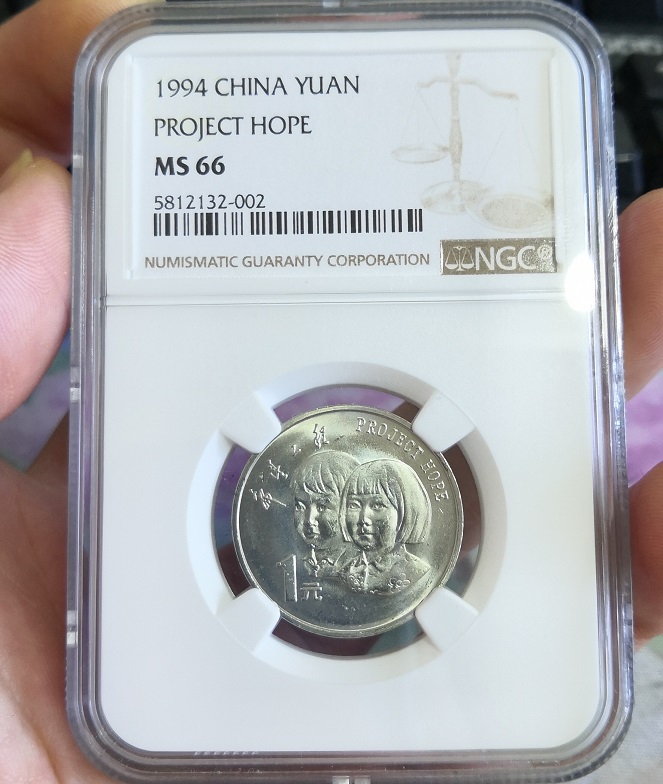 1994 CHINA YUAN
PROJECT HOPE
MS 66
5812132-002
NUMISMATIC GUARANTY CORPORATION
NGC
希望工程 PROJECT HOPE
1元